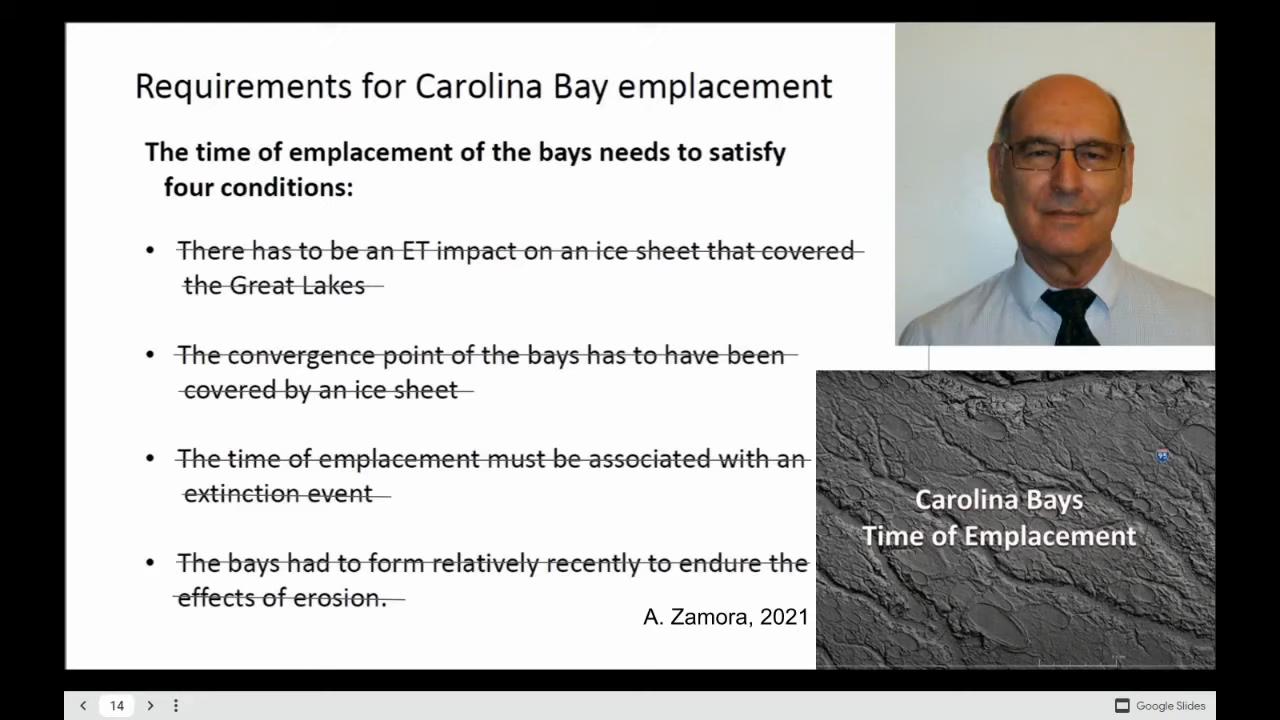 Requirements for Carolina Bay emplacement
The time of emplacement of the bays needs to satisfy
four conditions:
• There has to be an ET impact on an ice sheet that covered
the Great Lakes
• The convergence point of the bays has to have been
covered by an ice sheet
• The time of emplacement must be associated with an
extinction event
• The bays had to form relatively recently to endure the
effects of erosion.
A. Zamora, 2021
95
Carolina Bays
Time of Emplacement
14
Google Slides